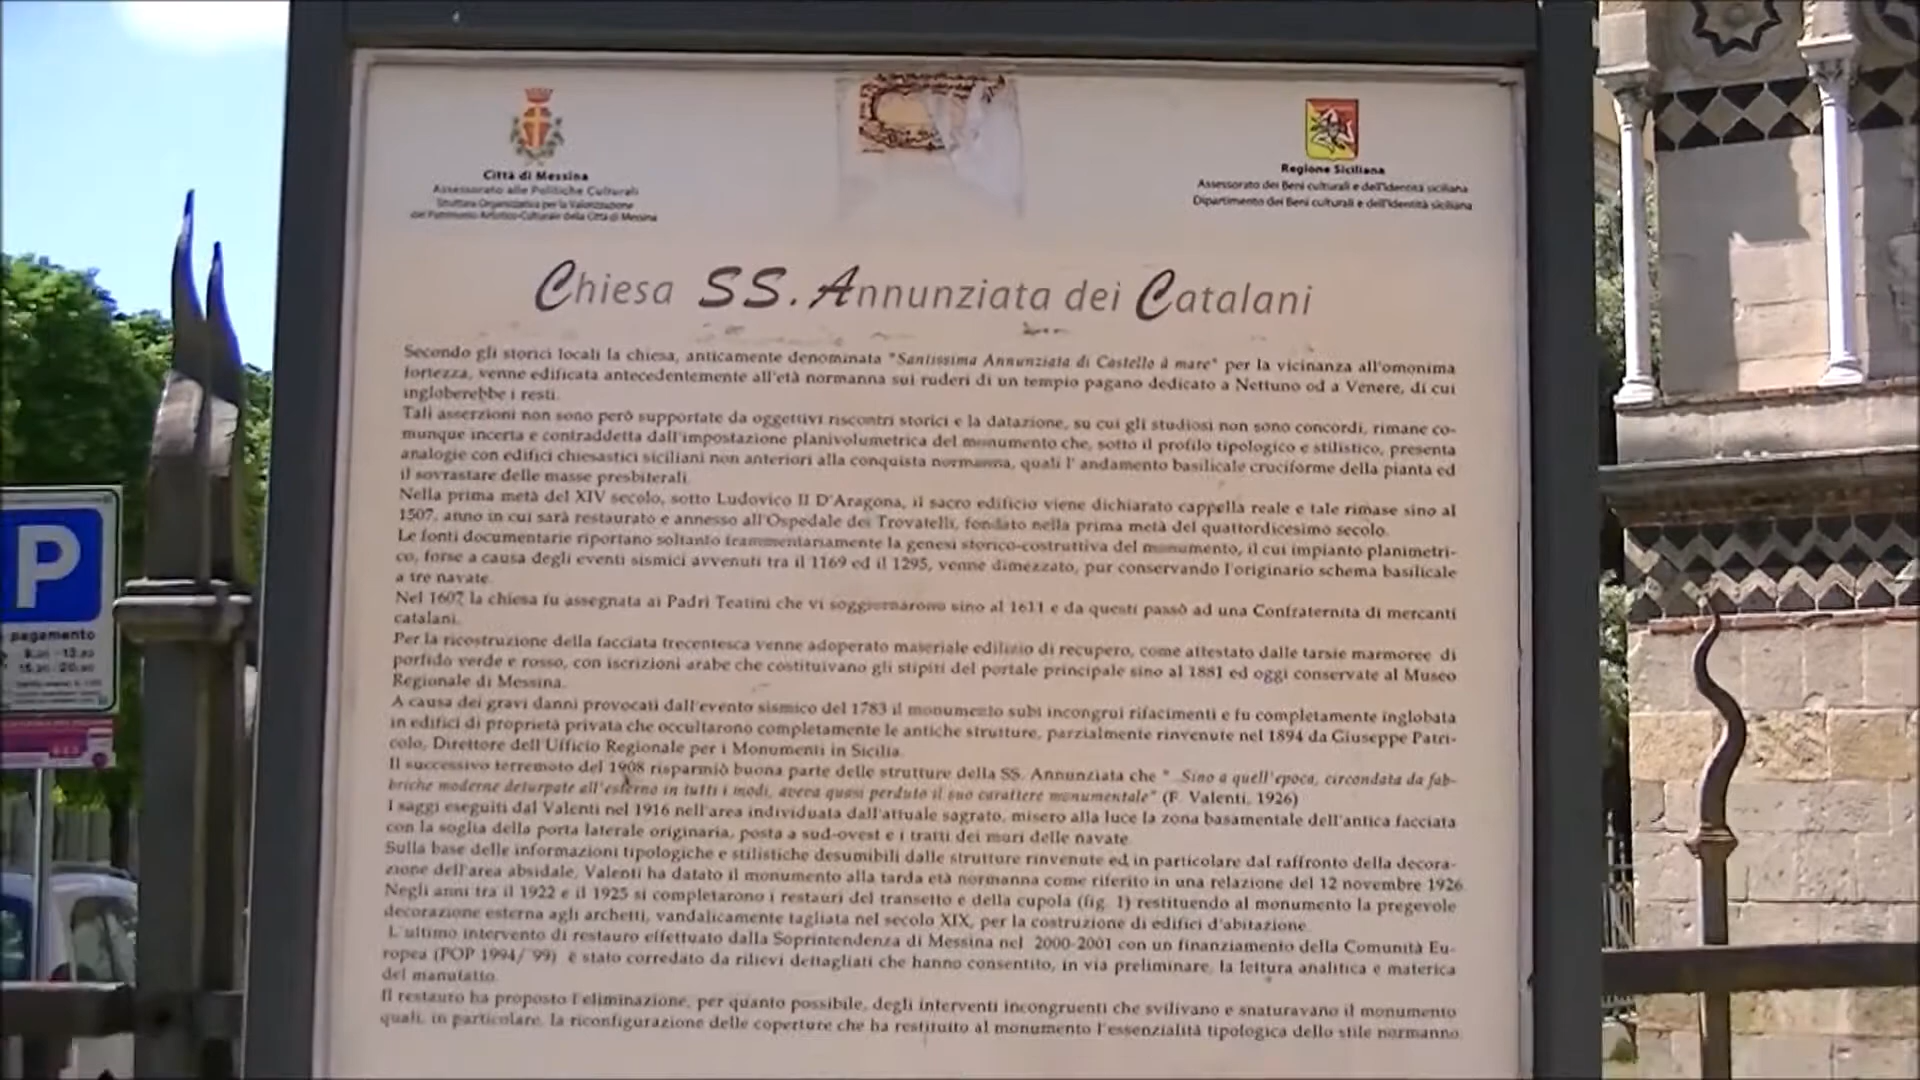 Città di Messina
Assessorato alle Politiche Culturali
Struttura Organizzativa per la Valorizzazione
del Patrimonio Artistico-Culturale della Città di Messina
Regione Siciliana
Assessorato dei Beni culturali e dell'identità siciliana
Dipartimento dei Beni culturali e dell'identità siciliana
Chiesa SS. Annunziata dei Catalani
Secondo gli storici locali la chiesa, anticamente denominata "Santissima Annunziata di Castello à mare" per la vicinanza all'omonima
fortezza, venne edificata antecedentemente all'età normanna sui ruderi di un tempio pagano dedicato a Nettuno od a Venere, di cui
ingloberebbe i resti.
Tali asserzioni non sono però supportate da oggettivi riscontri storici e la datazione, su cui gli studiosi non sono concordi, rimane co-
munque incerta e contraddetta dall'impostazione planivolumetrica del monumento che, sotto il profilo tipologico e stilistico, presenta
analogie con edifici chiesastici siciliani non anteriori alla conquista normanna, quali l' andamento basilicale cruciforme della pianta ed
il sovrastare delle masse presbiteriali.
Nella prima metà del XIV secolo, sotto Ludovico II D'Aragona, il sacro edificio viene dichiarato cappella reale e tale rimase sino al
1507, anno in cui sarà restaurato e annesso all'Ospedale dei Trovatelli, fondato nella prima metà del quattordicesimo secolo.
Le fonti documentarie riportano soltanto frammentariamente la genesi storico-costruttiva del monumento, il cui impianto planimetri-
co, forse a causa degli eventi sismici avvenuti tra il 1169 ed il 1295, venne dimezzato, pur conservando l'originario schema basilicale
a tre navate.
Nel 1607 la chiesa fu assegnata ai Padri Teatini che vi soggiornarono sino al 1611 e da questi passò ad una Confraternita di mercanti
catalani.
Per la ricostruzione della facciata trecentesca venne adoperato materiale edilizio di recupero, come attestato dalle tarsie marmoree di
porfido verde e rosso, con iscrizioni arabe che costituivano gli stipiti del portale principale sino al 1881 ed oggi conservate al Museo
Regionale di Messina.
A causa dei gravi danni provocati dall'evento sismico del 1783 il monumento subì incongrui rifacimenti e fu completamente inglobata
in edifici di proprietà privata che occultarono completamente le antiche strutture, parzialmente rinvenute nel 1894 da Giuseppe Patri-
colo, Direttore dell'Ufficio Regionale per i Monumenti in Sicilia.
Il successivo terremoto del 1908 risparmiò buona parte delle strutture della SS. Annunziata che " Sino a quell'epoca, circondata da fab-
briche moderne deturpate all'esterno in tutti i modi, aveva quasi perduto il suo carattere monumentale" (F. Valenti, 1926)
I saggi eseguiti dal Valenti nel 1916 nell'area individuata dall'attuale sagrato, misero alla luce la zona basamentale dell'antica facciata
con la soglia della porta laterale originaria, posta a sud-ovest e i tratti dei muri delle navate.
Sulla base delle informazioni tipologiche e stilistiche desumibili dalle strutture rinvenute ed in particolare dal raffronto della decora-
zione dell'area absidale, Valenti ha datato il monumento alla tarda età normanna come riferito in una relazione del 12 novembre 1926.
Negli anni tra il 1922 e il 1925 si completarono i restauri del transetto e della cupola (fig. 1) restituendo al monumento la pregevole
decorazione esterna agli archetti, vandalicamente tagliata nel secolo XIX, per la costruzione di edifici d'abitazione.
L'ultimo intervento di restauro effettuato dalla Soprintendenza di Messina nel 2000-2001 con un finanziamento della Comunità Eu-
ropea (POP 1994/ '99) è stato corredato da rilievi dettagliati che hanno consentito, in via preliminare, la lettura analitica e materica
del manufatto.
Il restauro ha proposto l'eliminazione, per quanto possibile, degli interventi incongruenti che svilivano e snaturavano il monumento
quali, in particolare, la riconfigurazione delle coperture che ha restituito al monumento l'essenzialità tipologica dello stile normanno.
P
pagamento